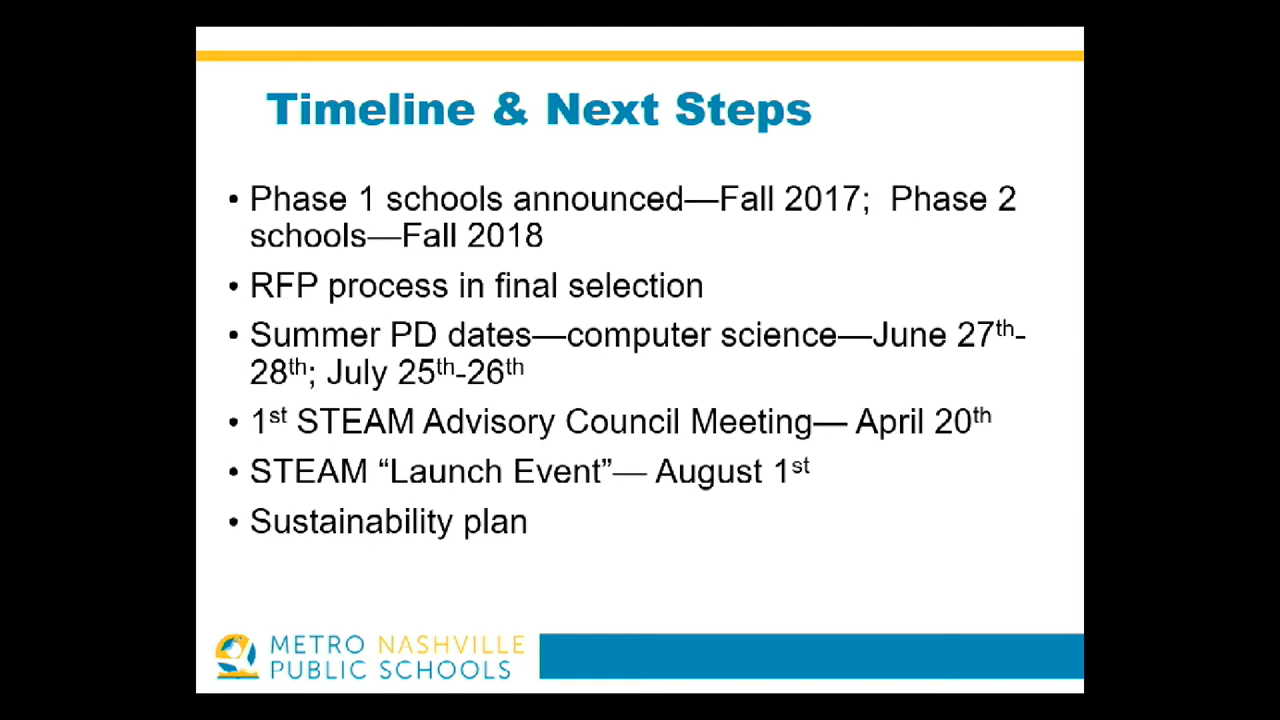 Timeline & Next Steps
• Phase 1 schools announced—Fall 2017;  Phase 2
schools—Fall 2018
• RFP process in final selection
• Summer PD dates—computer science—June 27th-
28th; July 25th-26th
• 1st STEAM Advisory Council Meeting— April 20th
• STEAM “Launch Event”— August 1st
• Sustainability plan
METRO NASHVILLE
PUBLIC SCHOOLS